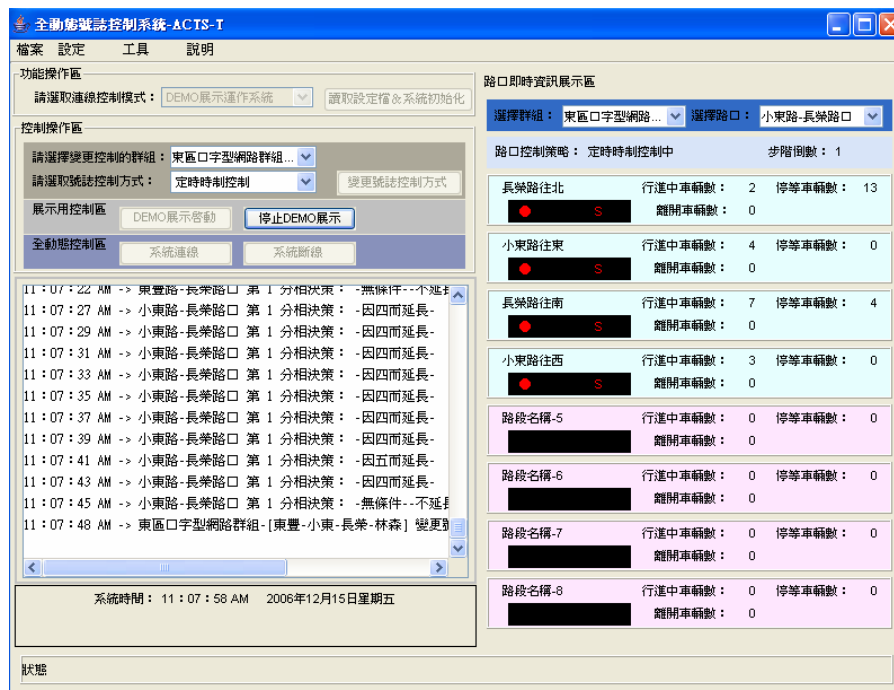 全動態號誌控制系統-ACTS-T
檔案 設定 工具 說明
功能操作區
請選取連線控制模式： DEMO展示運作系統 讀取設定檔&系統初始化
控制操作區
請選擇變更控制的群組： 東區口字型網路群組...
請選取號誌控制方式： 定時時制控制 變更號誌控制方式
展示用控制區 DEMO展示啓動 停止DEMO展示
全動態控制區 系統連線 系統斷線
11：07：22 AM -> 東豐路-長榮路口 第 1 分相決策： -無條件--不延長
11：07：27 AM -> 小東路-長榮路口 第 1 分相決策： -因四而延長-
11：07：29 AM -> 小東路-長榮路口 第 1 分相決策： -因四而延長-
11：07：31 AM -> 小東路-長榮路口 第 1 分相決策： -因四而延長-
11：07：33 AM -> 小東路-長榮路口 第 1 分相決策： -因四而延長-
11：07：35 AM -> 小東路-長榮路口 第 1 分相決策： -因四而延長-
11：07：37 AM -> 小東路-長榮路口 第 1 分相決策： -因四而延長-
11：07：39 AM -> 小東路-長榮路口 第 1 分相決策： -因四而延長-
11：07：41 AM -> 小東路-長榮路口 第 1 分相決策： -因五而延長-
11：07：43 AM -> 小東路-長榮路口 第 1 分相決策： -因四而延長-
11：07：45 AM -> 小東路-長榮路口 第 1 分相決策： -無條件--不延長
11：07：48 AM -> 東區口字型網路群組-[東豐-小東-長榮-林森] 變更
系統時間： 11：07：58 AM 2006年12月15日星期五
狀態
路口即時資訊展示區
選擇群組： 東區口字型網路... 選擇路口： 小東路-長榮路口
路口控制策略： 定時時制控制中 步階倒數： 1
長榮路往北 行進中車輛數： 2 停等車輛數： 13
S 離開車輛數： 0
小東路往東 行進中車輛數： 4 停等車輛數： 0
S 離開車輛數： 0
長榮路往南 行進中車輛數： 7 停等車輛數： 4
S 離開車輛數： 0
小東路往西 行進中車輛數： 3 停等車輛數： 0
S 離開車輛數： 0
路段名稱-5 行進中車輛數： 0 停等車輛數： 0
離開車輛數： 0
路段名稱-6 行進中車輛數： 0 停等車輛數： 0
離開車輛數： 0
路段名稱-7 行進中車輛數： 0 停等車輛數： 0
離開車輛數： 0
路段名稱-8 行進中車輛數： 0 停等車輛數： 0
離開車輛數： 0